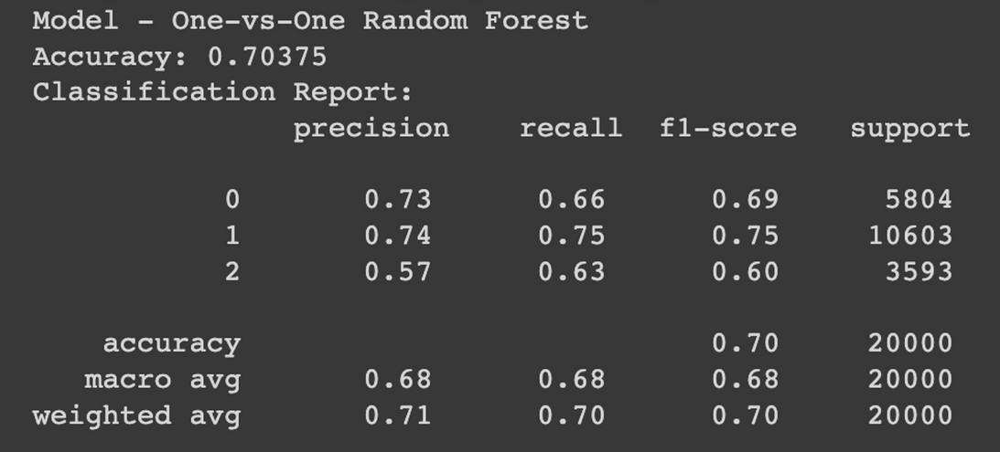 Model - One-vs-One Random Forest
Accuracy: 0.70375
Classification Report:
precision recall f1-score support
0 0.73 0.66 0.69 5804
1 0.74 0.75 0.75 10603
2 0.57 0.63 0.60 3593
accuracy 0.70 20000
macro avg 0.68 0.68 0.68 20000
weighted avg 0.71 0.70 0.70 20000